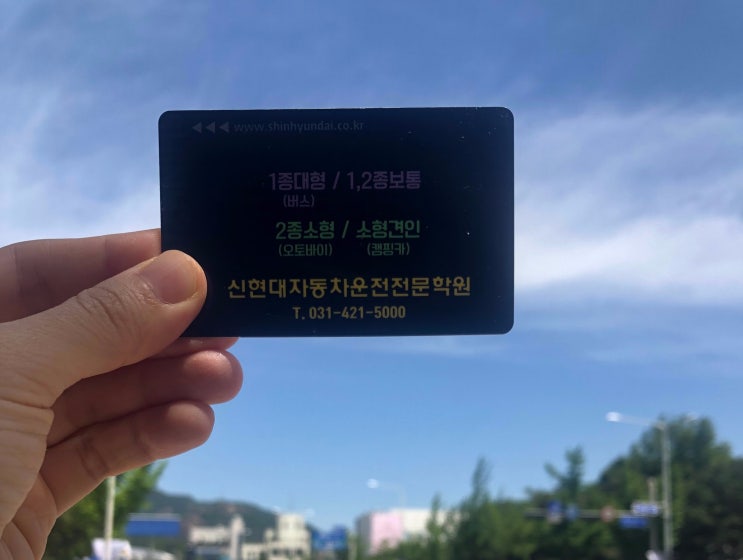 ◀◀◀ www.shinhyundai.co.kr
1종대형 / 1,2종보통
(버스)
2종소형 / 소형견인
(오토바이) (캠핑카)
신현대자동차운전전문학원
T. 031-421-5000